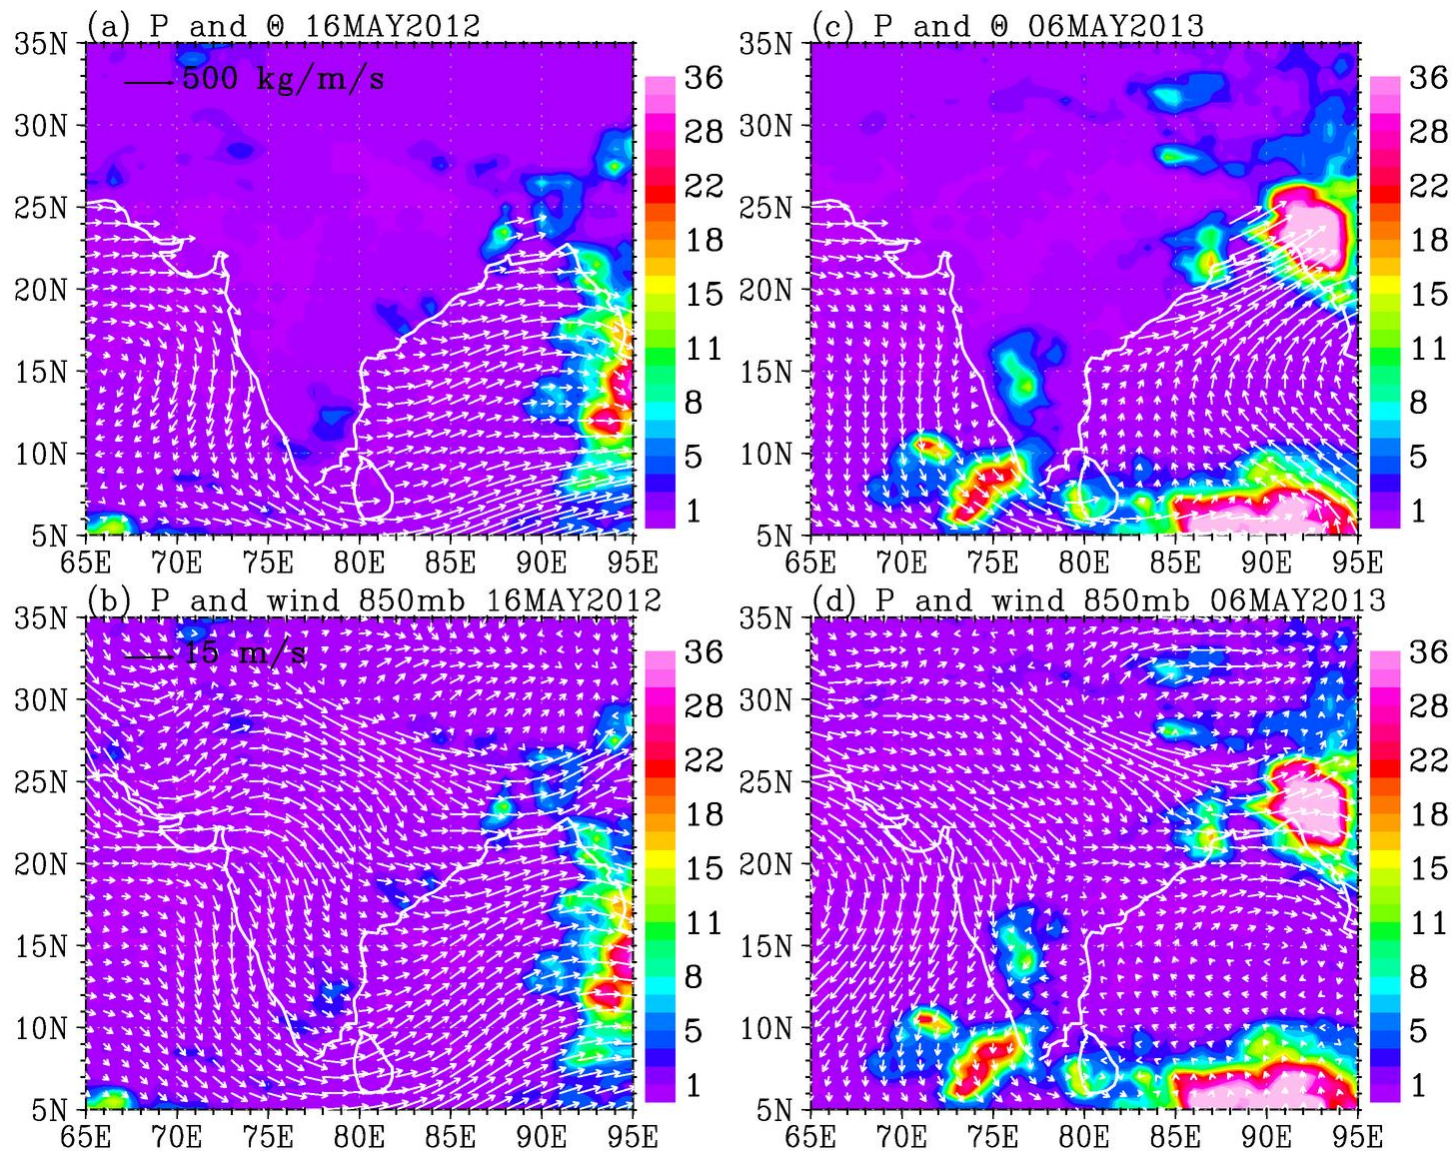 (a) P and Θ 16MAY2012
35N
500 kg/m/s
30N
25N
20N
15N
10N
5N
65E 70E 75E 80E 85E 90E 95E
36
28
22
18
15
11
8
5
1
(c) P and Θ 06MAY2013
35N
30N
25N
20N
15N
10N
5N
65E 70E 75E 80E 85E 90E 95E
36
28
22
18
15
11
8
5
1
(b) P and wind 850mb 16MAY2012
35N
15 m/s
30N
25N
20N
15N
10N
5N
65E 70E 75E 80E 85E 90E 95E
36
28
22
18
15
11
8
5
1
(d) P and wind 850mb 06MAY2013
35N
30N
25N
20N
15N
10N
5N
65E 70E 75E 80E 85E 90E 95E
36
28
22
18
15
11
8
5
1